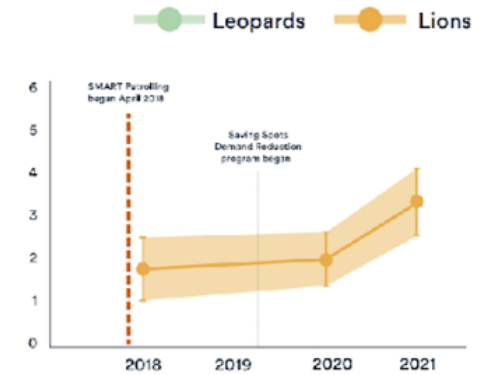 Leopards Lions
6
SMART Patrolling
began April 2018
5
Saving Spots
Demand Reduction
program began
4
3
2
1
0
2018 2019 2020 2021